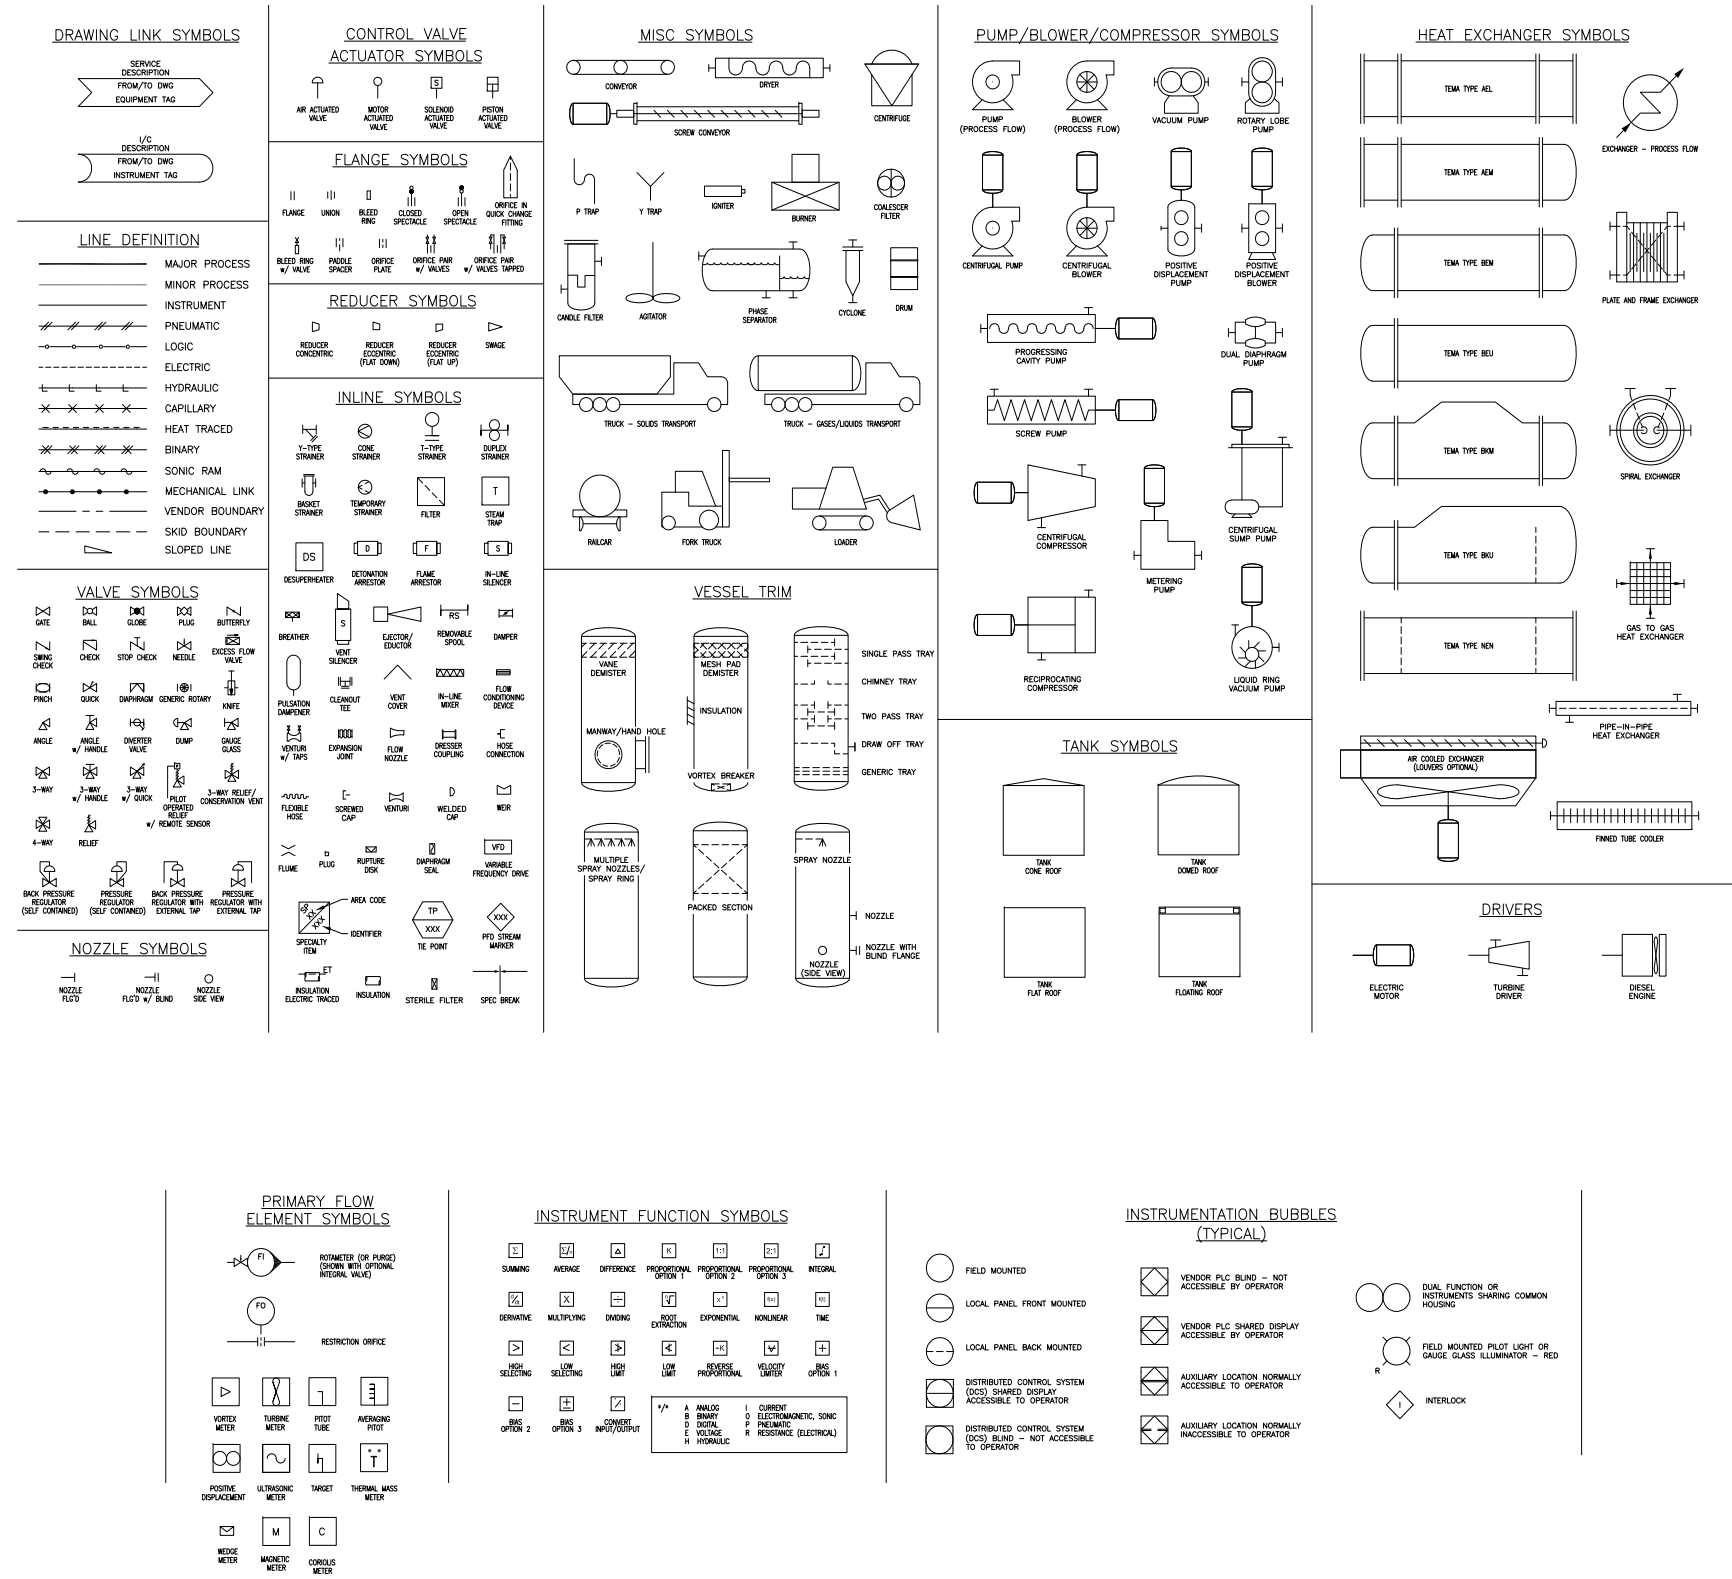 DRAWING LINK SYMBOLS
SERVICE
DESCRIPTION
FROM/TO DWG
EQUIPMENT TAG
I/C
DESCRIPTION
FROM/TO DWG
INSTRUMENT TAG
LINE DEFINITION
MAJOR PROCESS
MINOR PROCESS
INSTRUMENT
PNEUMATIC
LOGIC
ELECTRIC
HYDRAULIC
CAPILLARY
HEAT TRACED
BINARY
SONIC RAM
MECHANICAL LINK
VENDOR BOUNDARY
SKID BOUNDARY
SLOPED LINE
VALVE SYMBOLS
GATE
BALL
GLOBE
PLUG
BUTTERFLY
SWING
CHECK
CHECK
STOP CHECK
NEEDLE
EXCESS FLOW
VALVE
PINCH
QUICK
DIAPHRAGM
GENERIC ROTARY
KNIFE
ANGLE
ANGLE
w/ HANDLE
DIVERTER
VALVE
DUMP
GAUGE
GLASS
3-WAY
3-WAY
w/ HANDLE
3-WAY
w/ QUICK
PILOT
OPERATED
RELIEF
w/ REMOTE SENSOR
3-WAY RELIEF/
CONSERVATION VENT
4-WAY
RELIEF
BACK PRESSURE
REGULATOR
(SELF CONTAINED)
PRESSURE
REGULATOR
(SELF CONTAINED)
BACK PRESSURE
REGULATOR WITH
EXTERNAL TAP
PRESSURE
REGULATOR WITH
EXTERNAL TAP
NOZZLE SYMBOLS
NOZZLE
FLG'D
NOZZLE
FLG'D w/ BLIND
NOZZLE
SIDE VIEW
CONTROL VALVE
ACTUATOR SYMBOLS
S
AIR ACTUATED
VALVE
MOTOR
ACTUATED
VALVE
SOLENOID
ACTUATED
VALVE
PISTON
ACTUATED
VALVE
FLANGE SYMBOLS
FLANGE
UNION
BLEED
RING
CLOSED
SPECTACLE
OPEN
SPECTACLE
ORIFICE IN
QUICK CHANGE
FITTING
BLEED RING
w/ VALVE
PADDLE
SPACER
ORIFICE
PLATE
ORIFICE PAIR
w/ VALVES
ORIFICE PAIR
w/ VALVES TAPPED
REDUCER SYMBOLS
REDUCER
CONCENTRIC
REDUCER
ECCENTRIC
(FLAT DOWN)
REDUCER
ECCENTRIC
(FLAT UP)
SWAGE
INLINE SYMBOLS
Y-TYPE
STRAINER
CONE
STRAINER
T-TYPE
STRAINER
DUPLEX
STRAINER
BASKET
STRAINER
TEMPORARY
STRAINER
FILTER
T
STEAM
TRAP
DS
DESUPERHEATER
D
DETONATION
ARRESTOR
F
FLAME
ARRESTOR
S
IN-LINE
SILENCER
BREATHER
S
VENT
SILENCER
EJECTOR/
EDUCTOR
RS
REMOVABLE
SPOOL
DAMPER
PULSATION
DAMPENER
CLEANOUT
TEE
VENT
COVER
IN-LINE
MIXER
FLOW
CONDITIONING
DEVICE
VENTURI
w/ TAPS
EXPANSION
JOINT
FLOW
NOZZLE
DRESSER
COUPLING
HOSE
CONNECTION
FLEXIBLE
HOSE
SCREWED
CAP
VENTURI
WELDED
CAP
WEIR
FLUME
PLUG
RUPTURE
DISK
DIAPHRAGM
SEAL
VFD
VARIABLE
FREQUENCY DRIVE
SP
XX
XXX
AREA CODE
IDENTIFIER
SPECIALTY
ITEM
TP
XXX
TIE POINT
XXX
PFD STREAM
MARKER
ET
INSULATION
ELECTRIC TRACED
INSULATION
STERILE FILTER
SPEC BREAK
MISC SYMBOLS
CONVEYOR
DRYER
CENTRIFUGE
SCREW CONVEYOR
P TRAP
Y TRAP
IGNITER
BURNER
COALESCER
FILTER
CANDLE FILTER
AGITATOR
PHASE
SEPARATOR
CYCLONE
DRUM
TRUCK - SOLIDS TRANSPORT
TRUCK - GASES/LIQUIDS TRANSPORT
RAILCAR
FORK TRUCK
LOADER
VESSEL TRIM
VANE
DEMISTER
MANWAY/HAND HOLE
MESH PAD
DEMISTER
INSULATION
VORTEX BREAKER
SINGLE PASS TRAY
CHIMNEY TRAY
TWO PASS TRAY
DRAW OFF TRAY
GENERIC TRAY
MULTIPLE
SPRAY NOZZLES/
SPRAY RING
PACKED SECTION
SPRAY NOZZLE
NOZZLE
NOZZLE WITH
BLIND FLANGE
NOZZLE
(SIDE VIEW)
PUMP/BLOWER/COMPRESSOR SYMBOLS
PUMP
(PROCESS FLOW)
BLOWER
(PROCESS FLOW)
VACUUM PUMP
ROTARY LOBE
PUMP
CENTRIFUGAL PUMP
CENTRIFUGAL
BLOWER
POSITIVE
DISPLACEMENT
PUMP
POSITIVE
DISPLACEMENT
BLOWER
PROGRESSING
CAVITY PUMP
DUAL DIAPHRAGM
PUMP
SCREW PUMP
CENTRIFUGAL
COMPRESSOR
CENTRIFUGAL
SUMP PUMP
METERING
PUMP
RECIPROCATING
COMPRESSOR
LIQUID RING
VACUUM PUMP
TANK SYMBOLS
TANK
CONE ROOF
TANK
DOMED ROOF
TANK
FLAT ROOF
TANK
FLOATING ROOF
HEAT EXCHANGER SYMBOLS
TEMA TYPE AEL
EXCHANGER - PROCESS FLOW
TEMA TYPE AEM
TEMA TYPE BEM
PLATE AND FRAME EXCHANGER
TEMA TYPE BEU
TEMA TYPE BKM
SPIRAL EXCHANGER
TEMA TYPE BKU
GAS TO GAS
HEAT EXCHANGER
TEMA TYPE NEN
PIPE-IN-PIPE
HEAT EXCHANGER
AIR COOLED EXCHANGER
(LOUVERS OPTIONAL)
FINNED TUBE COOLER
DRIVERS
ELECTRIC
MOTOR
TURBINE
DRIVER
DIESEL
ENGINE
PRIMARY FLOW
ELEMENT SYMBOLS
FI
ROTAMETER (OR PURGE)
(SHOWN WITH OPTIONAL
INTEGRAL VALVE)
FO
RESTRICTION ORIFICE
VORTEX
METER
TURBINE
METER
PITOT
TUBE
AVERAGING
PITOT
POSITIVE
DISPLACEMENT
ULTRASONIC
METER
TARGET
T
THERMAL MASS
METER
WEDGE
METER
M
MAGNETIC
METER
C
CORIOLIS
METER
INSTRUMENT FUNCTION SYMBOLS
Σ
Σ/n
Δ
K
1:1
2:1
∫
SUMMING
AVERAGE
DIFFERENCE
PROPORTIONAL
OPTION 1
PROPORTIONAL
OPTION 2
PROPORTIONAL
OPTION 3
INTEGRAL
X
÷
f(x)
f(t)
DERIVATIVE
MULTIPLYING
DIVIDING
ROOT
EXTRACTION
EXPONENTIAL
NONLINEAR
TIME
>
<
-K
+
HIGH
SELECTING
LOW
SELECTING
HIGH
LIMIT
LOW
LIMIT
REVERSE
PROPORTIONAL
VELOCITY
LIMITER
BIAS
OPTION 1
-
±
/
BIAS
OPTION 2
BIAS
OPTION 3
CONVERT
INPUT/OUTPUT
*/* A ANALOG I CURRENT
B BINARY O ELECTROMAGNETIC, SONIC
D DIGITAL P PNEUMATIC
E VOLTAGE R RESISTANCE (ELECTRICAL)
H HYDRAULIC
INSTRUMENTATION BUBBLES
(TYPICAL)
FIELD MOUNTED
LOCAL PANEL FRONT MOUNTED
LOCAL PANEL BACK MOUNTED
DISTRIBUTED CONTROL SYSTEM
(DCS) SHARED DISPLAY
ACCESSIBLE TO OPERATOR
DISTRIBUTED CONTROL SYSTEM
(DCS) BLIND - NOT ACCESSIBLE
TO OPERATOR
VENDOR PLC BLIND - NOT
ACCESSIBLE BY OPERATOR
VENDOR PLC SHARED DISPLAY
ACCESSIBLE BY OPERATOR
AUXILIARY LOCATION NORMALLY
ACCESSIBLE TO OPERATOR
AUXILIARY LOCATION NORMALLY
INACCESSIBLE TO OPERATOR
DUAL FUNCTION OR
INSTRUMENTS SHARING COMMON
HOUSING
R
FIELD MOUNTED PILOT LIGHT OR
GAUGE GLASS ILLUMINATOR - RED
I
INTERLOCK